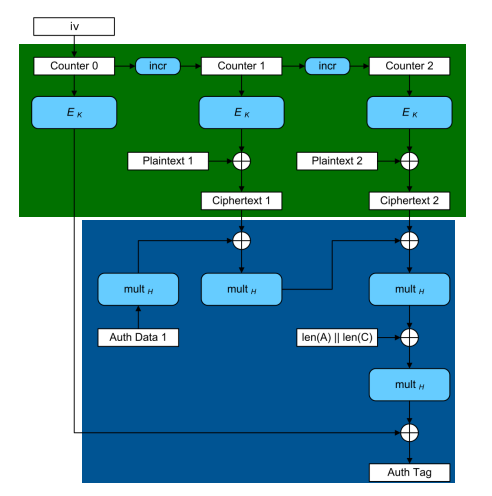 iv
Counter 0
incr
Counter 1
incr
Counter 2
E K
E K
E K
Plaintext 1
Plaintext 2
Ciphertext 1
Ciphertext 2
mult H
mult H
mult H
Auth Data 1
len(A) || len(C)
mult H
Auth Tag